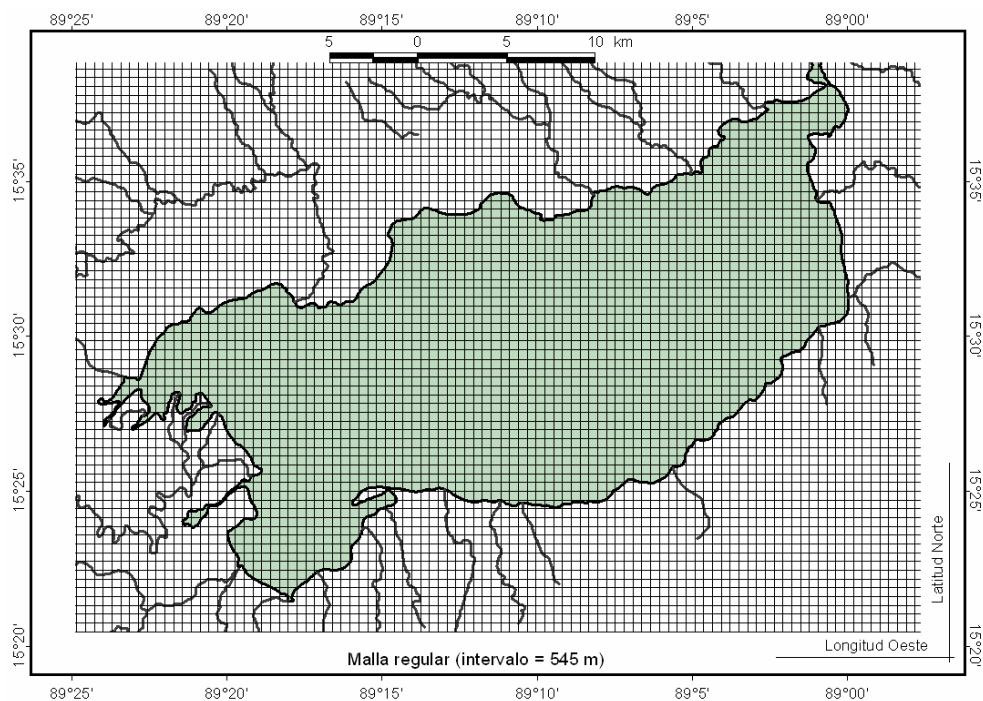 89°25' 89°20' 89°15' 89°10' 89°5' 89°00'
5 0 5 10 km
15°35' 15°35'
15°30' 15°30'
15°25' 15°25'
15°20' 15°20'
Latitud Norte
Longitud Oeste
Malla regular (intervalo = 545 m)
89°25' 89°20' 89°15' 89°10' 89°5' 89°00'